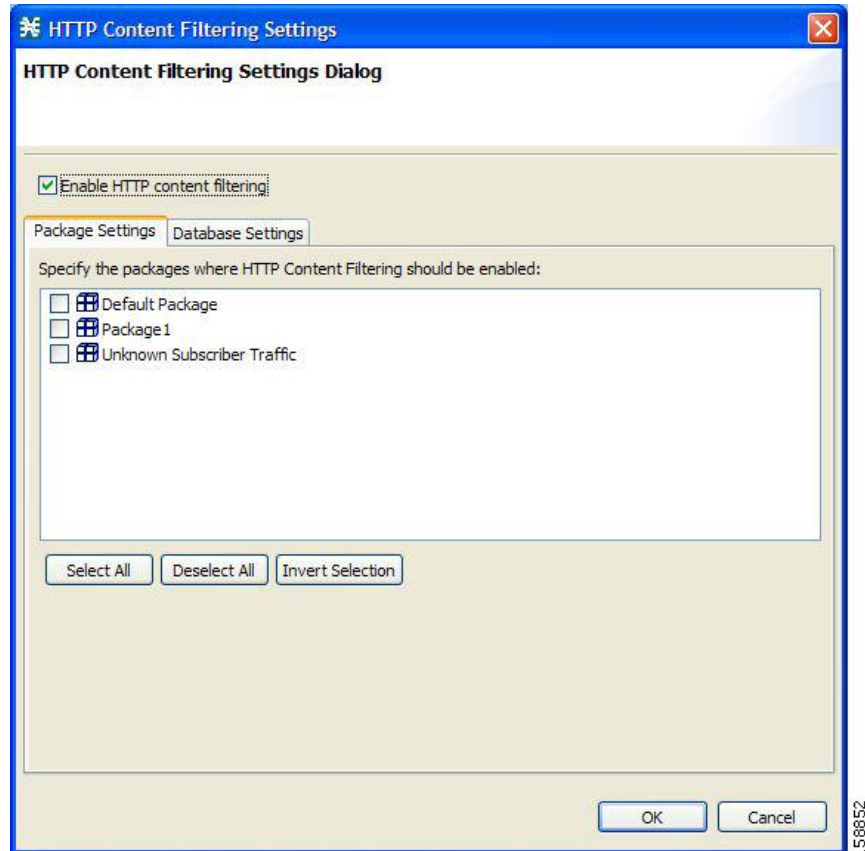 HTTP Content Filtering Settings
HTTP Content Filtering Settings Dialog
Enable HTTP content filtering
Package Settings Database Settings
Specify the packages where HTTP Content Filtering should be enabled:
Default Package
Package1
Unknown Subscriber Traffic
Select All Deselect All Invert Selection
OK Cancel
58852